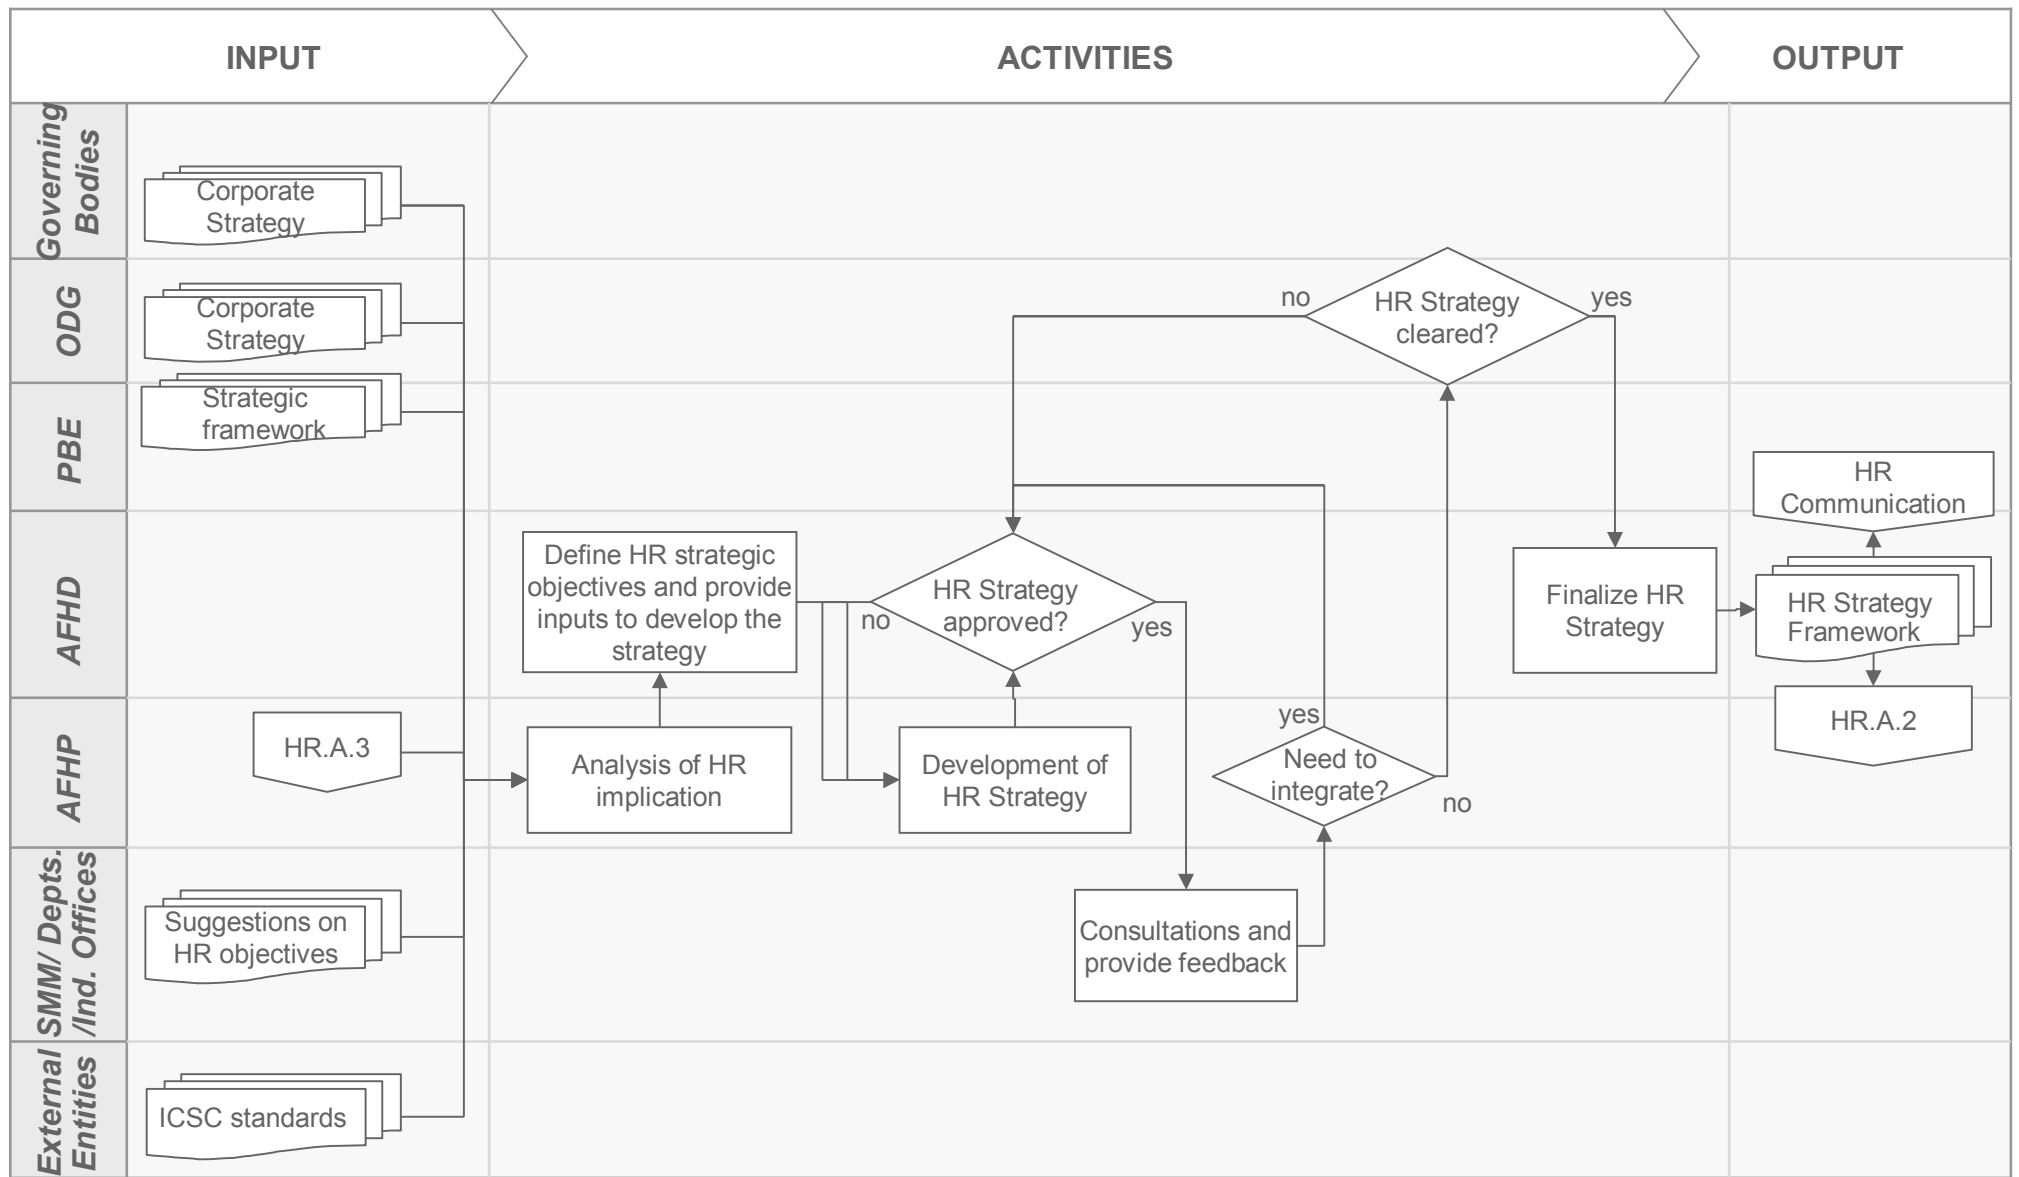 INPUT
ACTIVITIES
OUTPUT
Governing
Bodies
Corporate
Strategy
ODG
Corporate
Strategy
no
HR Strategy
cleared?
yes
PBE
Strategic
framework
HR
Communication
AFHD
Define HR strategic
objectives and provide
inputs to develop the
strategy
no
HR Strategy
approved?
yes
Finalize HR
Strategy
HR Strategy
Framework
AFHP
HR.A.3
Analysis of HR
implication
Development of
HR Strategy
yes
Need to
integrate?
no
HR.A.2
SMM/ Depts.
/Ind. Offices
Suggestions on
HR objectives
Consultations and
provide feedback
External
Entities
ICSC standards